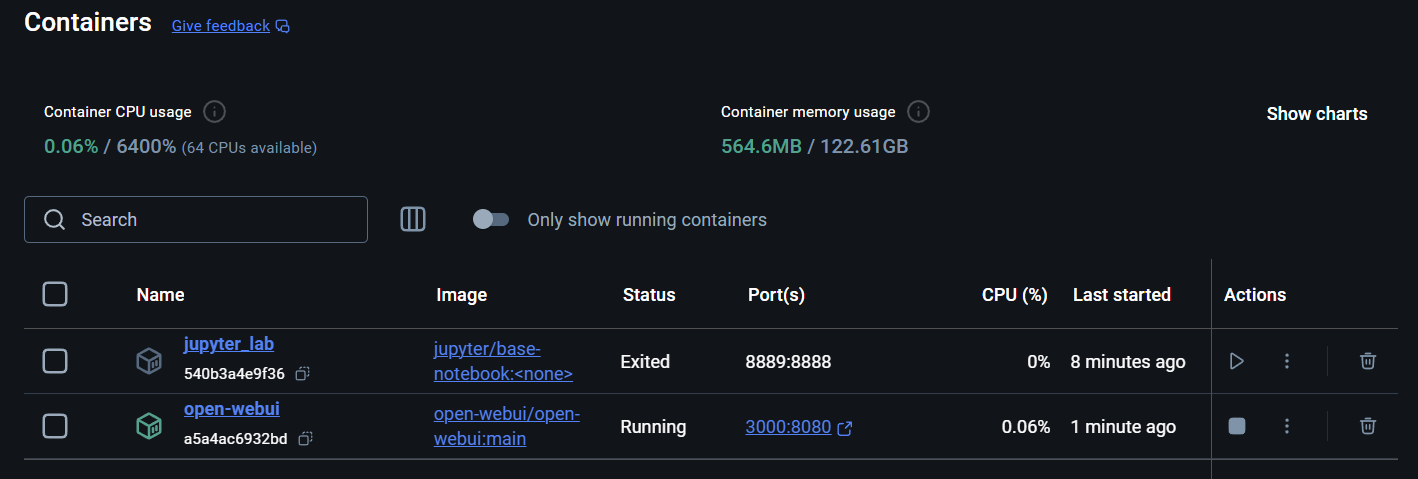 Containers Give feedback
Container CPU usage
0.06% / 6400% (64 CPUs available)
Container memory usage
564.6MB / 122.61GB
Show charts
Search
Only show running containers
Name Image Status Port(s) CPU (%) Last started Actions
jupyter_lab
540b3a4e9f36
jupyter/base-
notebook:<none>
Exited 8889:8888 0% 8 minutes ago
open-webui
a5a4ac6932bd
open-webui/open-
webui:main
Running 3000:8080 0.06% 1 minute ago